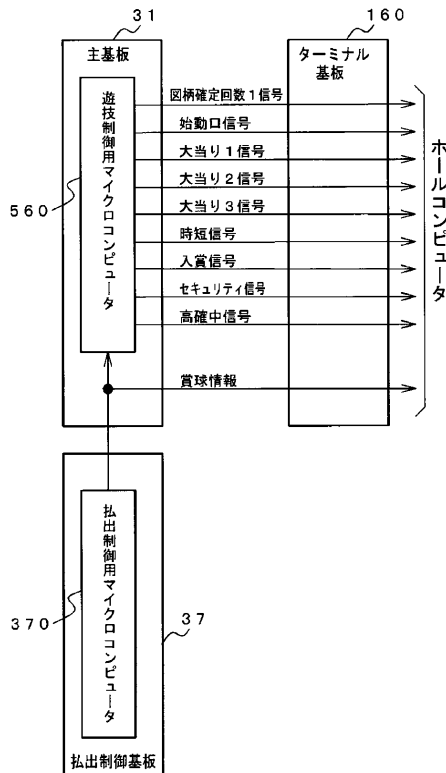 31
160
主基板
ターミナル
基板
遊技制御用マイクロコンピュータ
560
図柄確定回数1信号
始動口信号
大当り1信号
大当り2信号
大当り3信号
時短信号
入賞信号
セキュリティ信号
高確中信号
賞球情報
ホールコンピュータ
払出制御用マイクロコンピュータ
370
37
払出制御基板